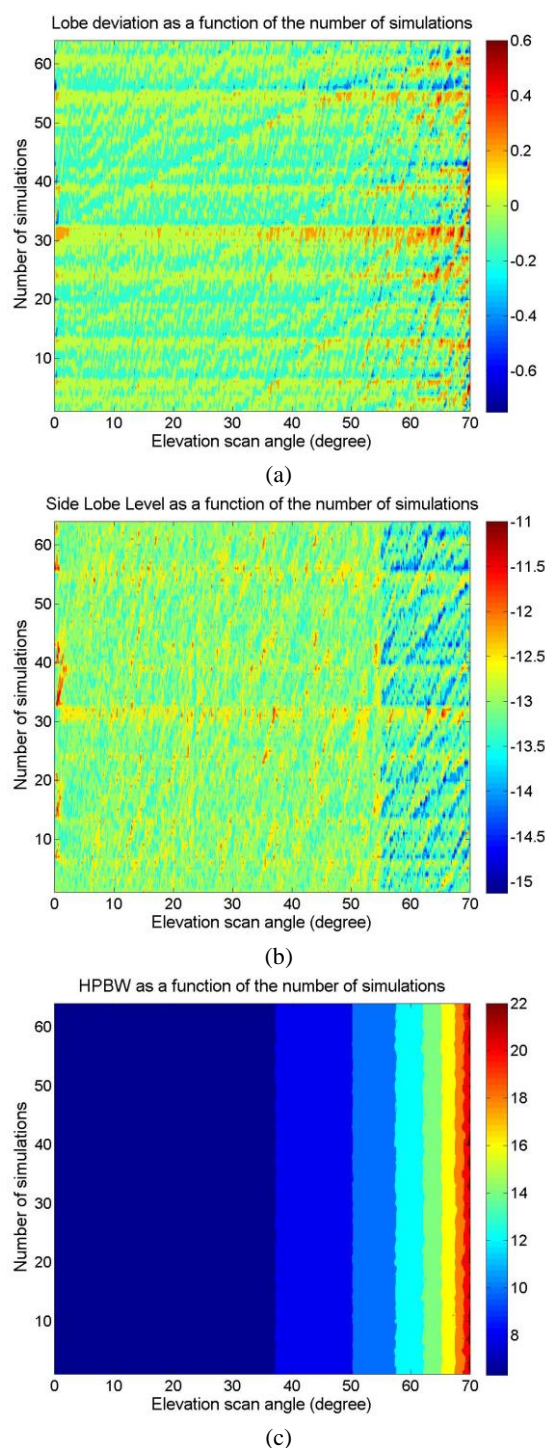 Lobe deviation as a function of the number of simulations
Number of simulations
60
50
40
30
20
10
0 10 20 30 40 50 60 70
Elevation scan angle (degree)
0.6
0.4
0.2
0
-0.2
-0.4
-0.6
(a)
Side Lobe Level as a function of the number of simulations
Number of simulations
60
50
40
30
20
10
0 10 20 30 40 50 60 70
Elevation scan angle (degree)
-11
-11.5
-12
-12.5
-13
-13.5
-14
-14.5
-15
(b)
HPBW as a function of the number of simulations
Number of simulations
60
50
40
30
20
10
0 10 20 30 40 50 60 70
Elevation scan angle (degree)
22
20
18
16
14
12
10
8
(c)